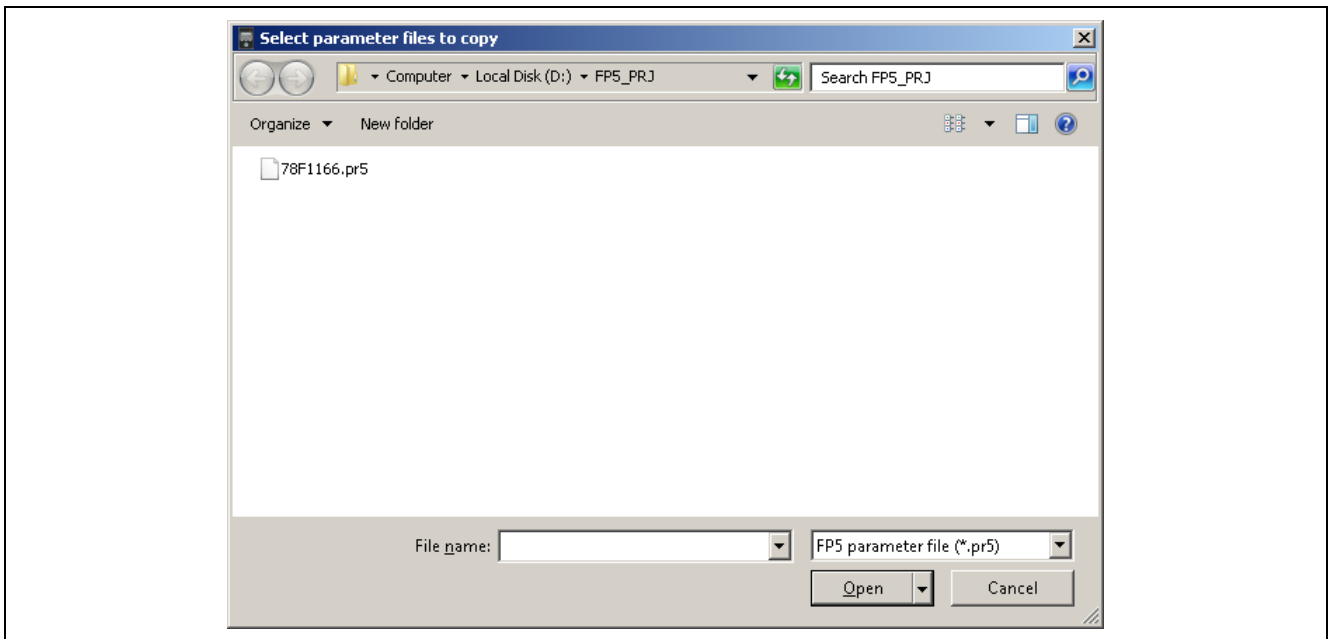 Select parameter files to copy
Computer Local Disk (D:) FP5_PRJ Search FP5_PRJ
Organize New folder
78F1166.pr5
File name: FP5 parameter file (*.pr5)
Open Cancel